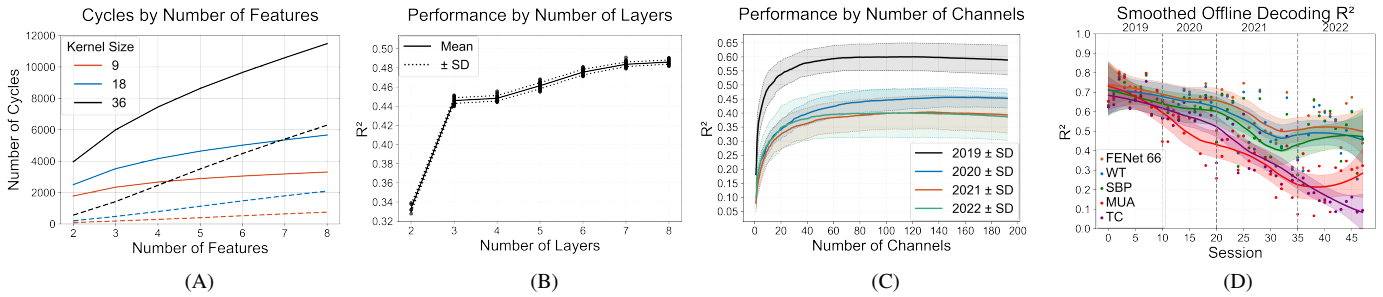 Cycles by Number of Features
Number of Cycles
12000
10000
8000
6000
4000
2000
0
Kernel Size
9
18
36
2 3 4 5 6 7 8
Number of Features
(A)
Performance by Number of Layers
R²
0.50
0.48
0.46
0.44
0.42
0.40
0.38
0.36
0.34
0.32
Mean
± SD
2 3 4 5 6 7 8
Number of Layers
(B)
Performance by Number of Channels
R²
0.65
0.60
0.55
0.50
0.45
0.40
0.35
0.30
0.25
0.20
0.15
0.10
0.05
2019 ± SD
2020 ± SD
2021 ± SD
2022 ± SD
1 20 40 60 80 100 120 140 160 180 200
Number of Channels
(C)
Smoothed Offline Decoding R²
2019 2020 2021 2022
R²
1.0
0.9
0.8
0.7
0.6
0.5
0.4
0.3
0.2
0.1
0.0
FENet 66
WT
SBP
MUA
TC
0 5 10 15 20 25 30 35 40 45
Session
(D)